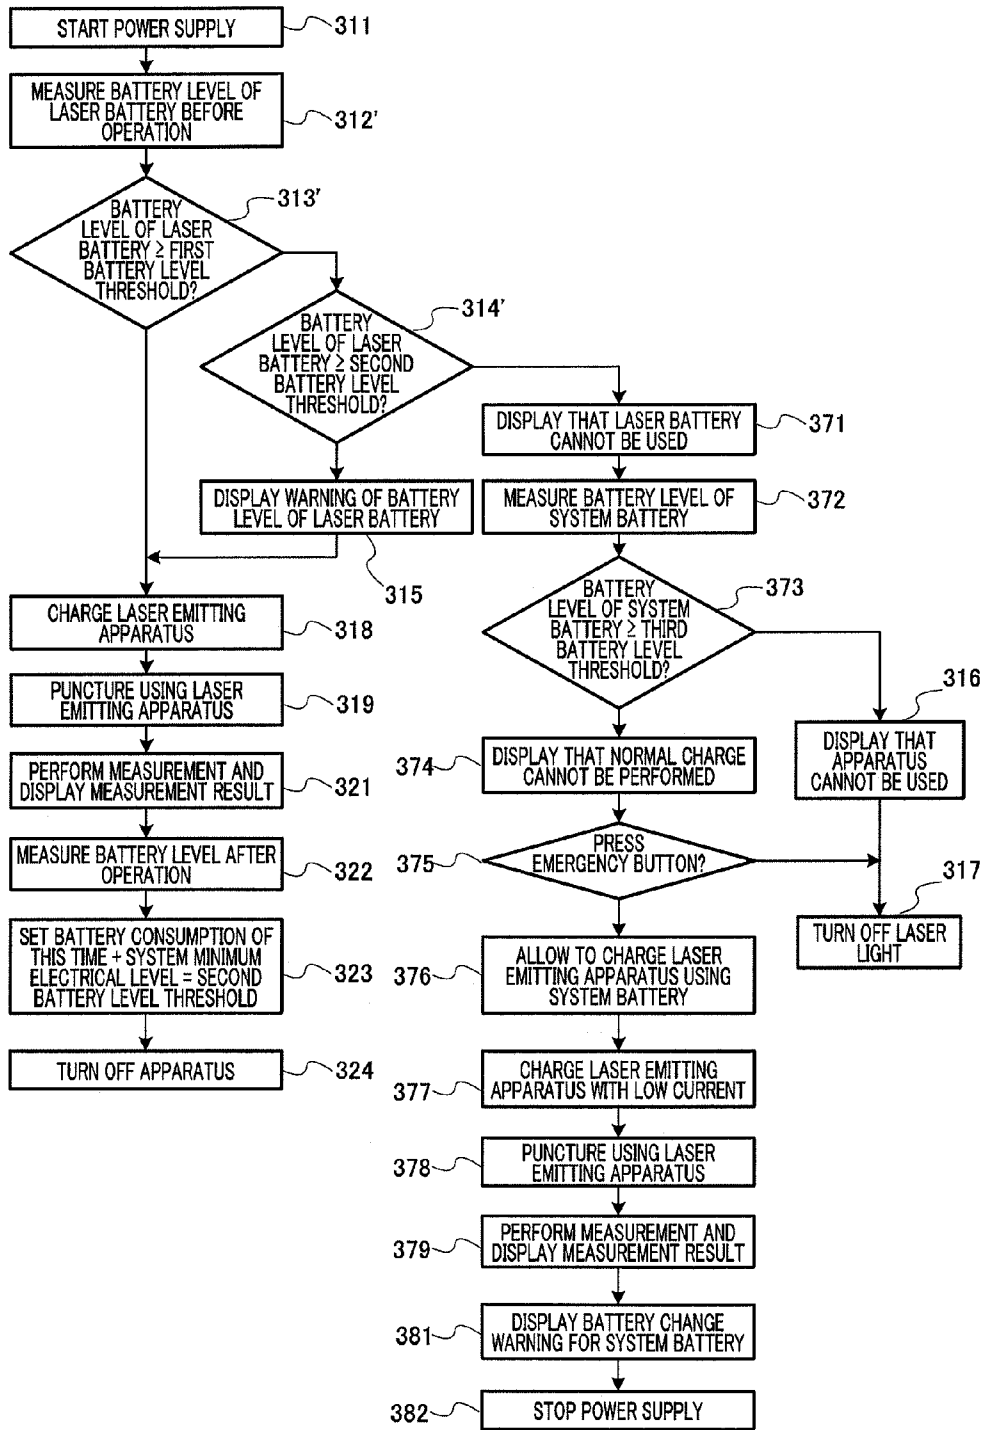 START POWER SUPPLY
311
MEASURE BATTERY LEVEL OF
LASER BATTERY BEFORE
OPERATION
312'
BATTERY
LEVEL OF LASER
BATTERY ≥ FIRST
BATTERY LEVEL
THRESHOLD?
313'
BATTERY
LEVEL OF LASER
BATTERY ≥ SECOND
BATTERY LEVEL
THRESHOLD?
314'
DISPLAY WARNING OF BATTERY
LEVEL OF LASER BATTERY
315
CHARGE LASER EMITTING
APPARATUS
318
PUNCTURE USING LASER
EMITTING APPARATUS
319
PERFORM MEASUREMENT AND
DISPLAY MEASUREMENT RESULT
321
MEASURE BATTERY LEVEL AFTER
OPERATION
322
SET BATTERY CONSUMPTION OF
THIS TIME + SYSTEM MINIMUM
ELECTRICAL LEVEL = SECOND
BATTERY LEVEL THRESHOLD
323
TURN OFF APPARATUS
324
DISPLAY THAT LASER BATTERY
CANNOT BE USED
371
MEASURE BATTERY LEVEL OF
SYSTEM BATTERY
372
BATTERY
LEVEL OF SYSTEM
BATTERY ≥ THIRD
BATTERY LEVEL
THRESHOLD?
373
316
DISPLAY THAT
APPARATUS
CANNOT BE USED
374
DISPLAY THAT NORMAL CHARGE
CANNOT BE PERFORMED
375
PRESS
EMERGENCY BUTTON?
317
TURN OFF LASER
LIGHT
376
ALLOW TO CHARGE LASER
EMITTING APPARATUS USING
SYSTEM BATTERY
377
CHARGE LASER EMITTING
APPARATUS WITH LOW CURRENT
378
PUNCTURE USING LASER
EMITTING APPARATUS
379
PERFORM MEASUREMENT AND
DISPLAY MEASUREMENT RESULT
381
DISPLAY BATTERY CHANGE
WARNING FOR SYSTEM BATTERY
382
STOP POWER SUPPLY